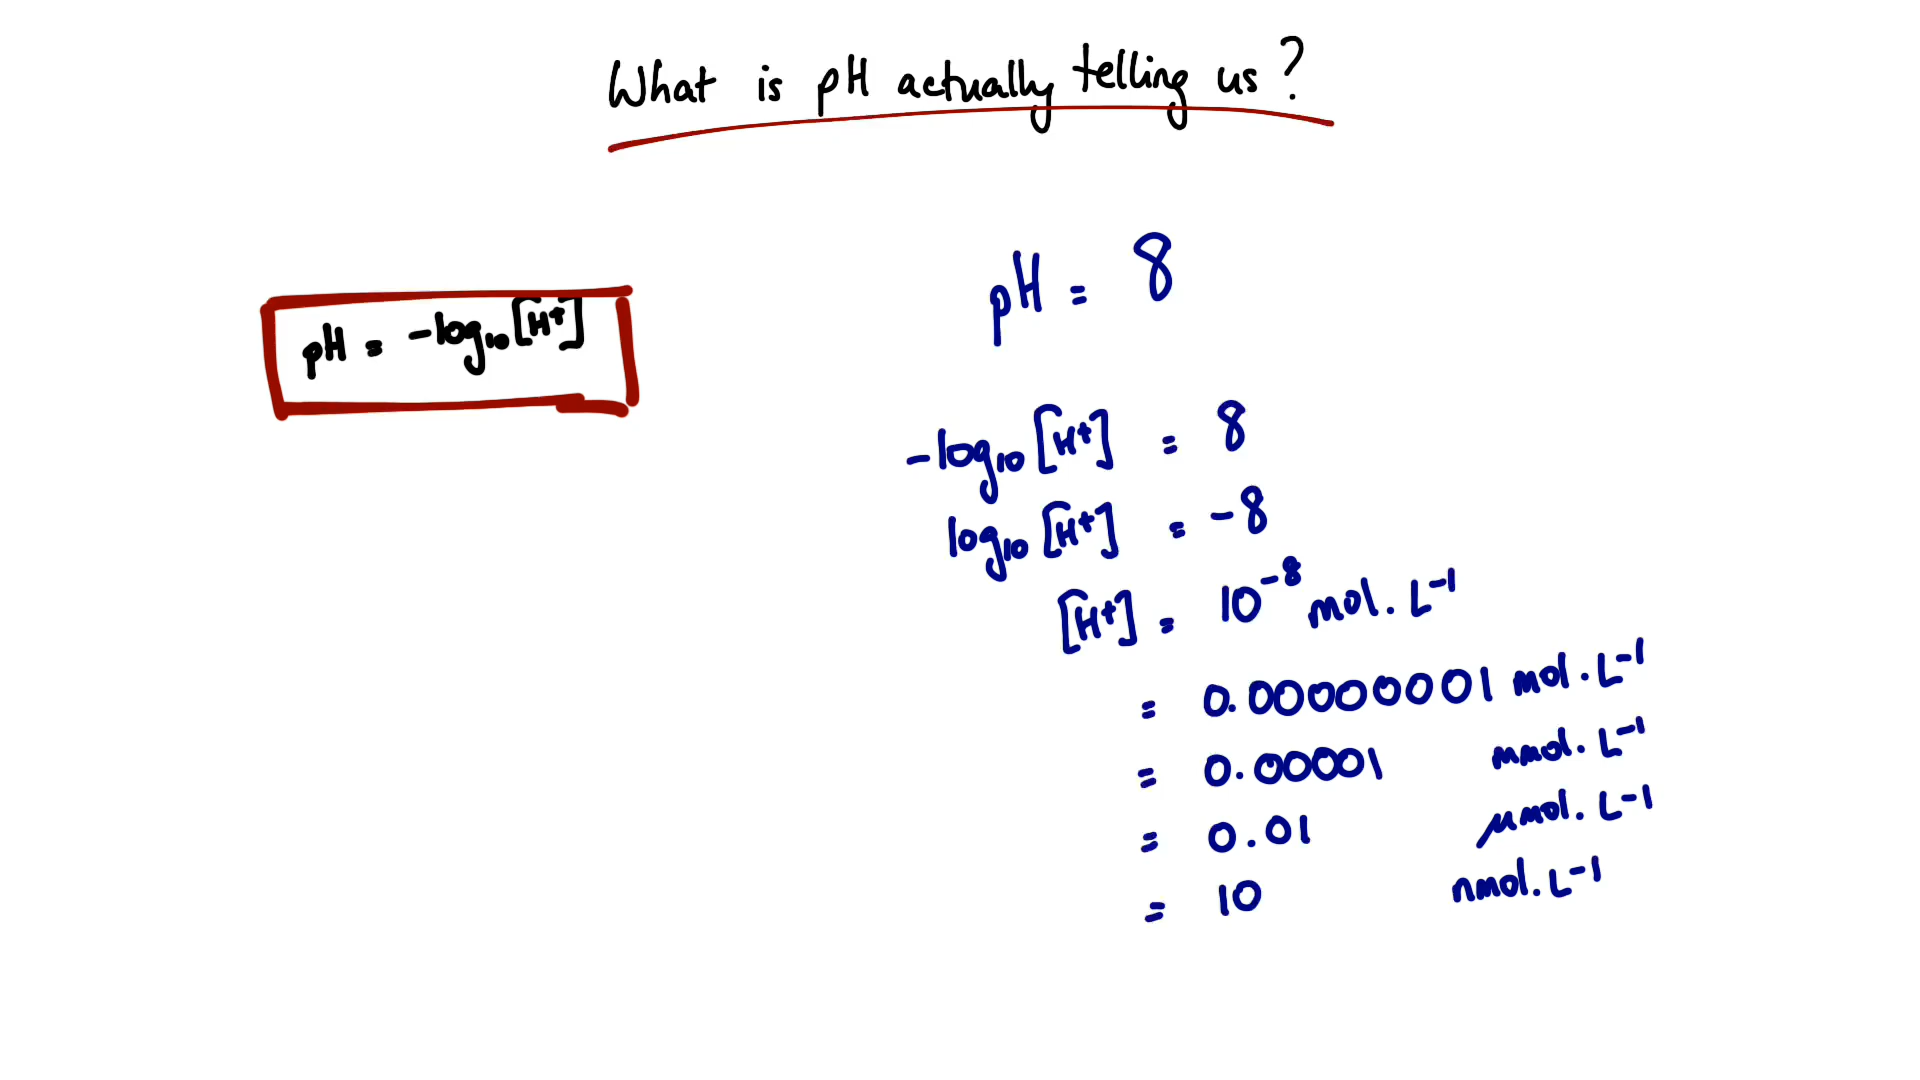 What is pH actually telling us?
pH = -log₁₀[H⁺]
pH = 8
-log₁₀[H⁺] = 8
log₁₀[H⁺] = -8
[H⁺] = 10⁻⁸ mol. L⁻¹
= 0.00000001 mol. L⁻¹
= 0.00001 mmol. L⁻¹
= 0.01 μmol. L⁻¹
= 10 nmol. L⁻¹